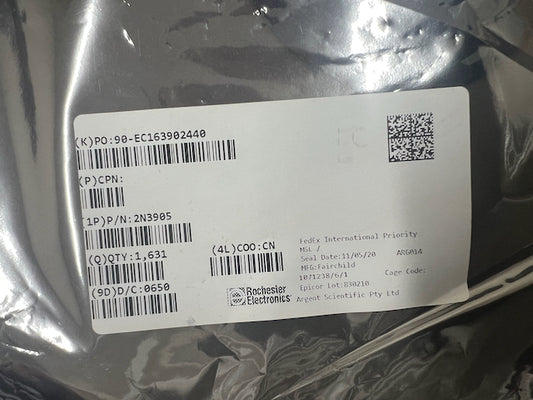 (K)PO:90-EC163902440
(P)CPN:
(1P)P/N:2N3905
(Q)QTY:1,631
(4L)COO:CN
(9D)D/C:0650
FedEx International Priority
MSL /
Seal Date:11/05/20 ARG014
MFG:Fairchild
1071238/6/1 Cage Code:
Epicor Lot:830210
Rochester
Electronics
Argent Scientific Pty Ltd